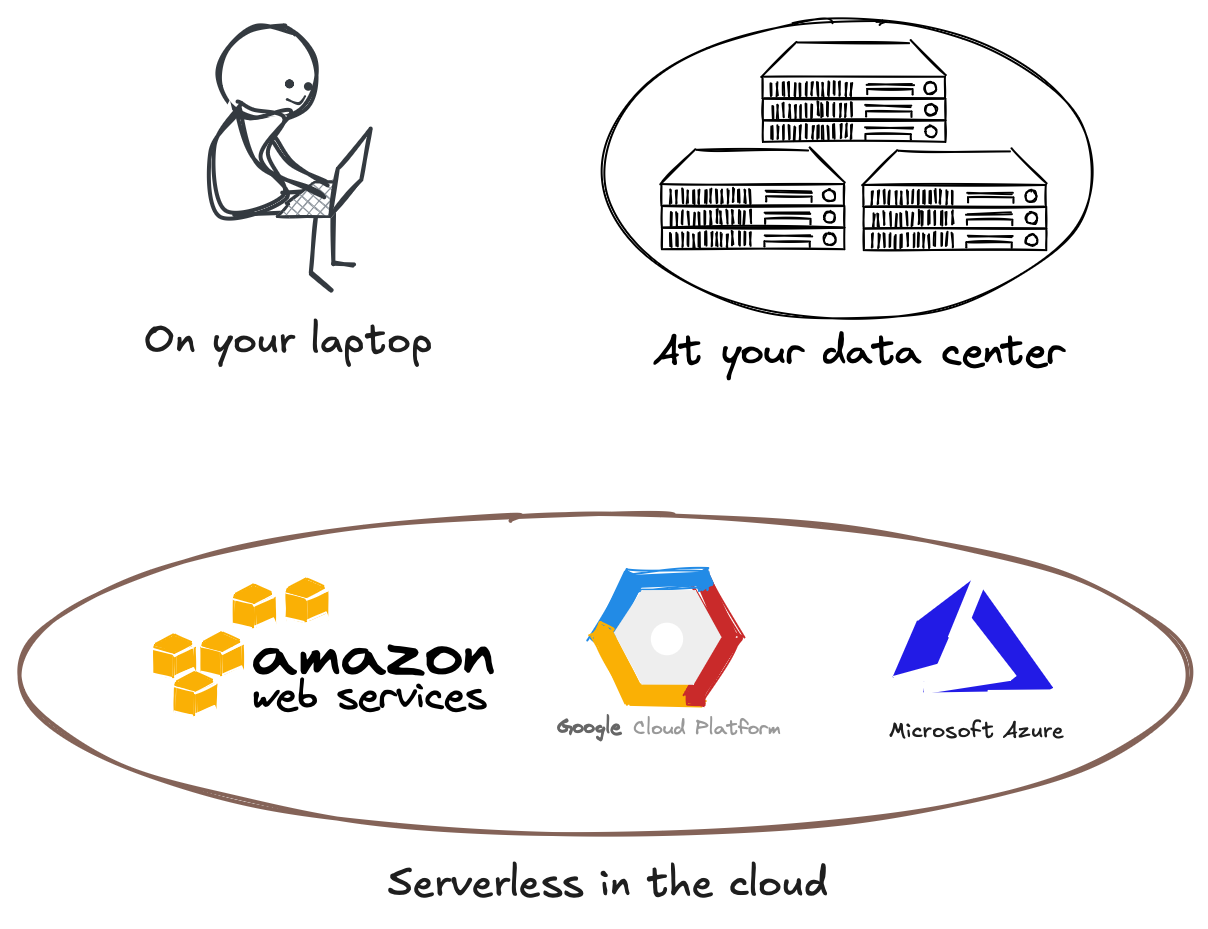 On your laptop
At your data center
amazon
web services
Google Cloud Platform
Microsoft Azure
Serverless in the cloud